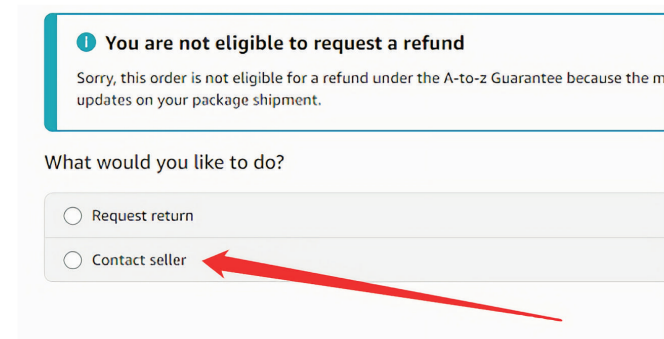 You are not eligible to request a refund
Sorry, this order is not eligible for a refund under the A-to-z Guarantee because the
updates on your package shipment.
What would you like to do?
Request return
Contact seller